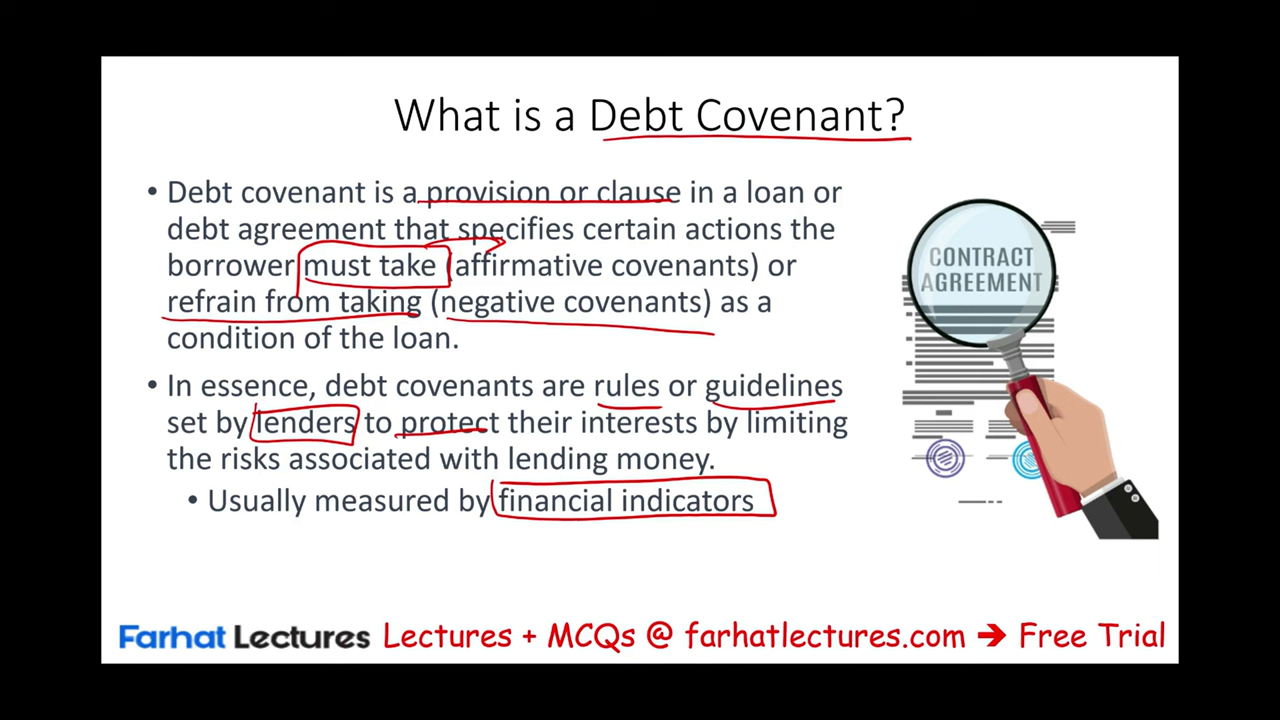 What is a Debt Covenant?
• Debt covenant is a provision or clause in a loan or
debt agreement that specifies certain actions the
borrower must take (affirmative covenants) or
refrain from taking (negative covenants) as a
condition of the loan.
• In essence, debt covenants are rules or guidelines
set by lenders to protect their interests by limiting
the risks associated with lending money.
• Usually measured by financial indicators
CONTRACT
AGREEMENT
Farhat Lectures Lectures + MCQs @ farhatlectures.com → Free Trial